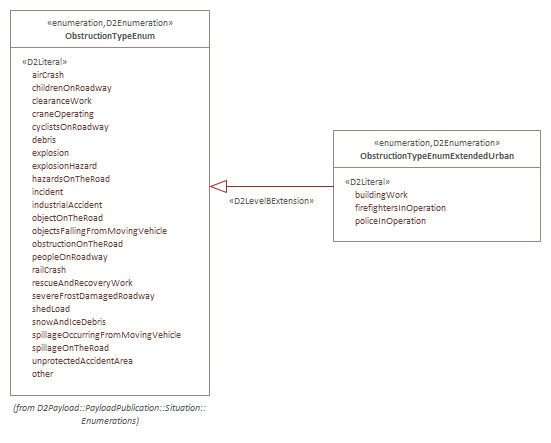 «enumeration,D2Enumeration»
ObstructionTypeEnum
«D2Literal»
airCrash
childrenOnRoadway
clearanceWork
craneOperating
cyclistsOnRoadway
debris
explosion
explosionHazard
hazardsOnTheRoad
incident
industrialAccident
objectOnTheRoad
objectsFallingFromMovingVehicle
obstructionOnTheRoad
peopleOnRoadway
railCrash
rescueAndRecoveryWork
severeFrostDamagedRoadway
shedLoad
snowAndIceDebris
spillageOccurringFromMovingVehicle
spillageOnTheRoad
unprotectedAccidentArea
other
(from D2Payload::PayloadPublication::Situation::
Enumerations)
«D2LevelBExtension»
«enumeration,D2Enumeration»
ObstructionTypeEnumExtendedUrban
«D2Literal»
buildingWork
firefightersInOperation
policeInOperation